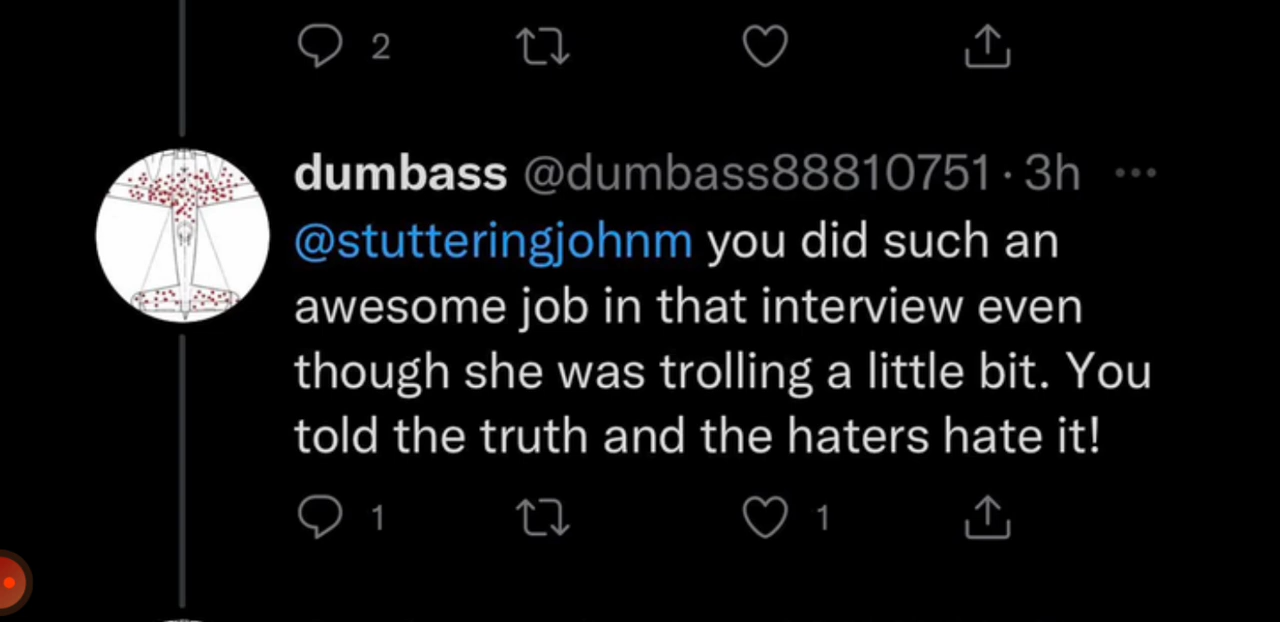 2
dumbass @dumbass88810751 · 3h
@stutteringjohnm you did such an
awesome job in that interview even
though she was trolling a little bit. You
told the truth and the haters hate it!
1 1